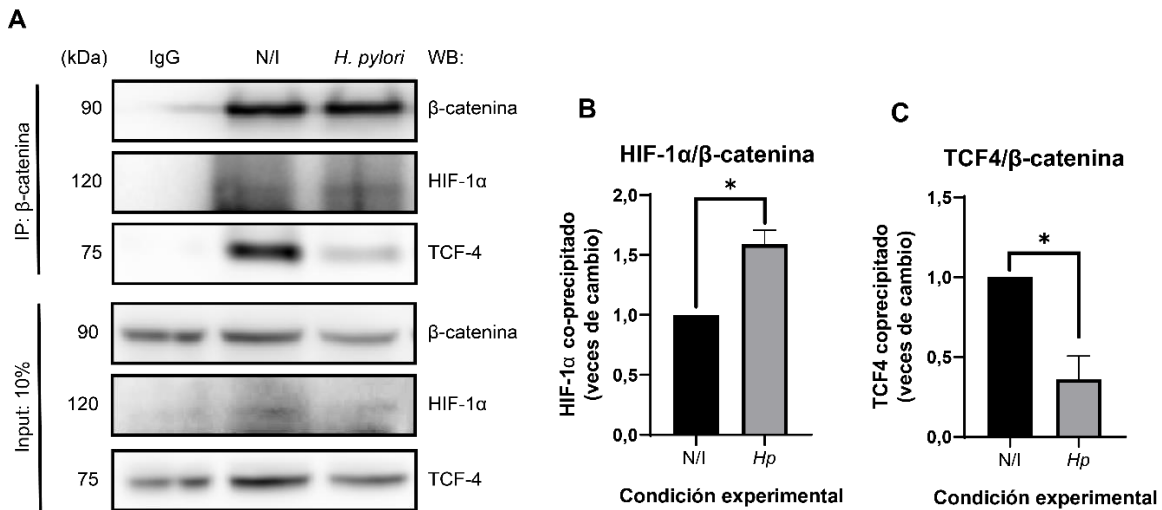 A
(kDa) IgG N/I H. pylori WB:
IP: β-catenina
90 β-catenina
120 HIF-1α
75 TCF-4
Input: 10%
90 β-catenina
120 HIF-1α
75 TCF-4
B
HIF-1α/β-catenina
HIF-1α co-precipitado
(veces de cambio)
2,0
1,5
1,0
0,5
0,0
*
N/I Hp
Condición experimental
C
TCF4/β-catenina
TCF4 coprecipitado
(veces de cambio)
1,5
1,0
0,5
0,0
*
N/I Hp
Condición experimental